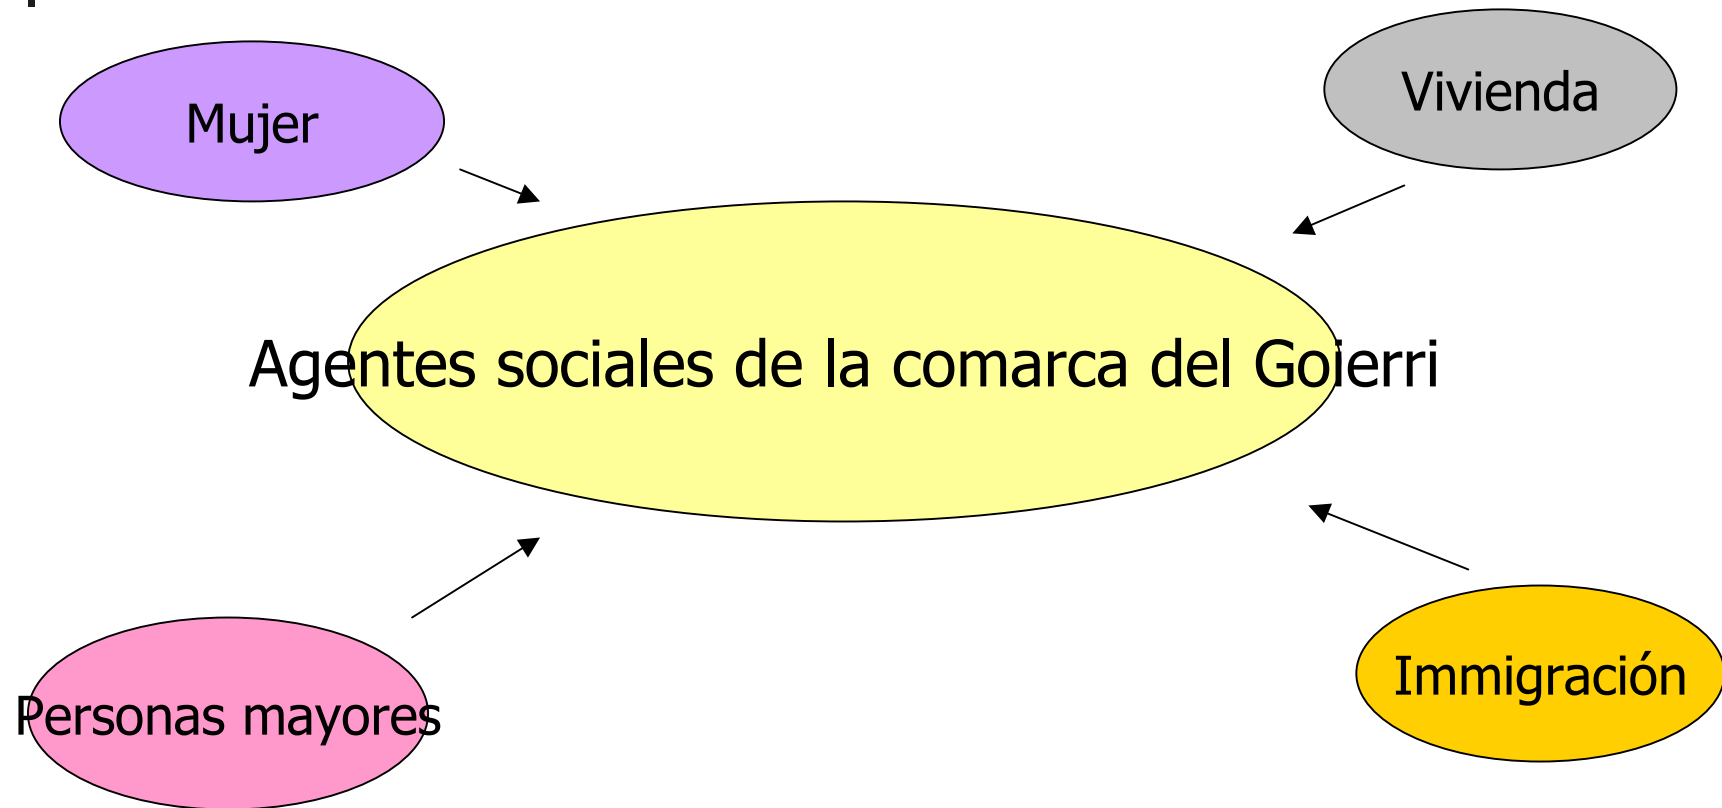 Mujer
Vivienda
Agentes sociales de la comarca del Goierri
Personas mayores
Immigración